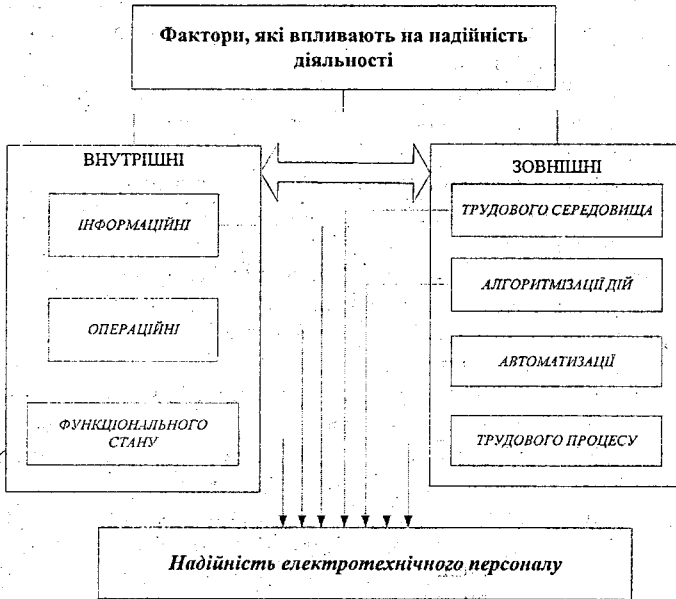 Фактори, які впливають на надійність
діяльності
ВНУТРІШНІ
ІНФОРМАЦІЙНІ
ОПЕРАЦІЙНІ
ФУНКЦІОНАЛЬНОГО
СТАНУ
ЗОВНІШНІ
ТРУДОВОГО СЕРЕДОВИЩА
АЛГОРИТМІЗАЦІЇ ДІЙ
АВТОМАТИЗАЦІЇ
ТРУДОВОГО ПРОЦЕСУ
Надійність електротехнічного персоналу